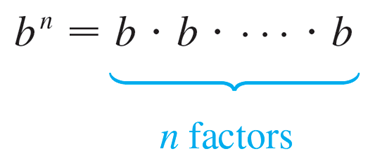 bⁿ = b · b · . . . . · b
n factors